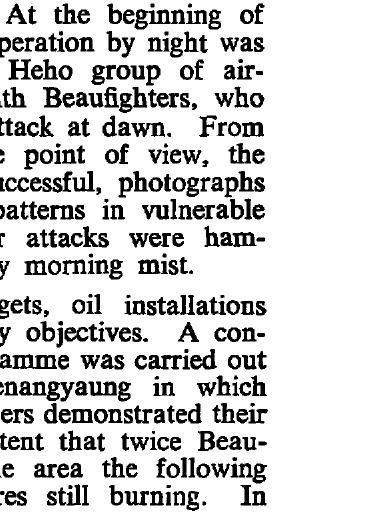 At the beginning of
peration by night was
Heho group of air-
th Beaufighters, who
ttack at dawn. From
point of view, the
ccessful, photographs
patterns in vulnerable
r attacks were ham-
y morning mist.
gets, oil installations
y objectives. A con-
amme was carried out
enangyaung in which
ers demonstrated their
tent that twice Beau-
e area the following
res still burning. In